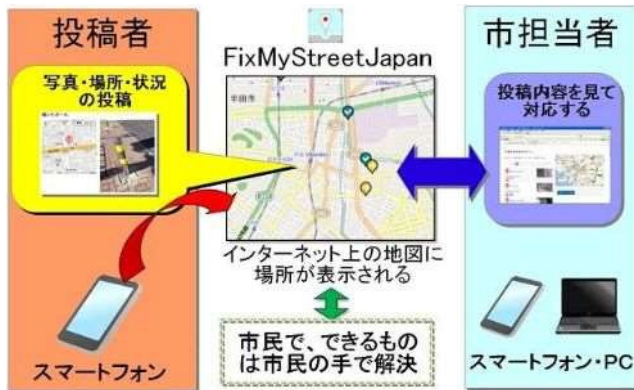 投稿者
写真・場所・状況
の投稿
スマートフォン
FixMyStreetJapan
半田市
インターネット上の地図に
場所が表示される
市民で、できるもの
は市民の手で解決
市担当者
投稿内容を見て
対応する
スマートフォン・PC